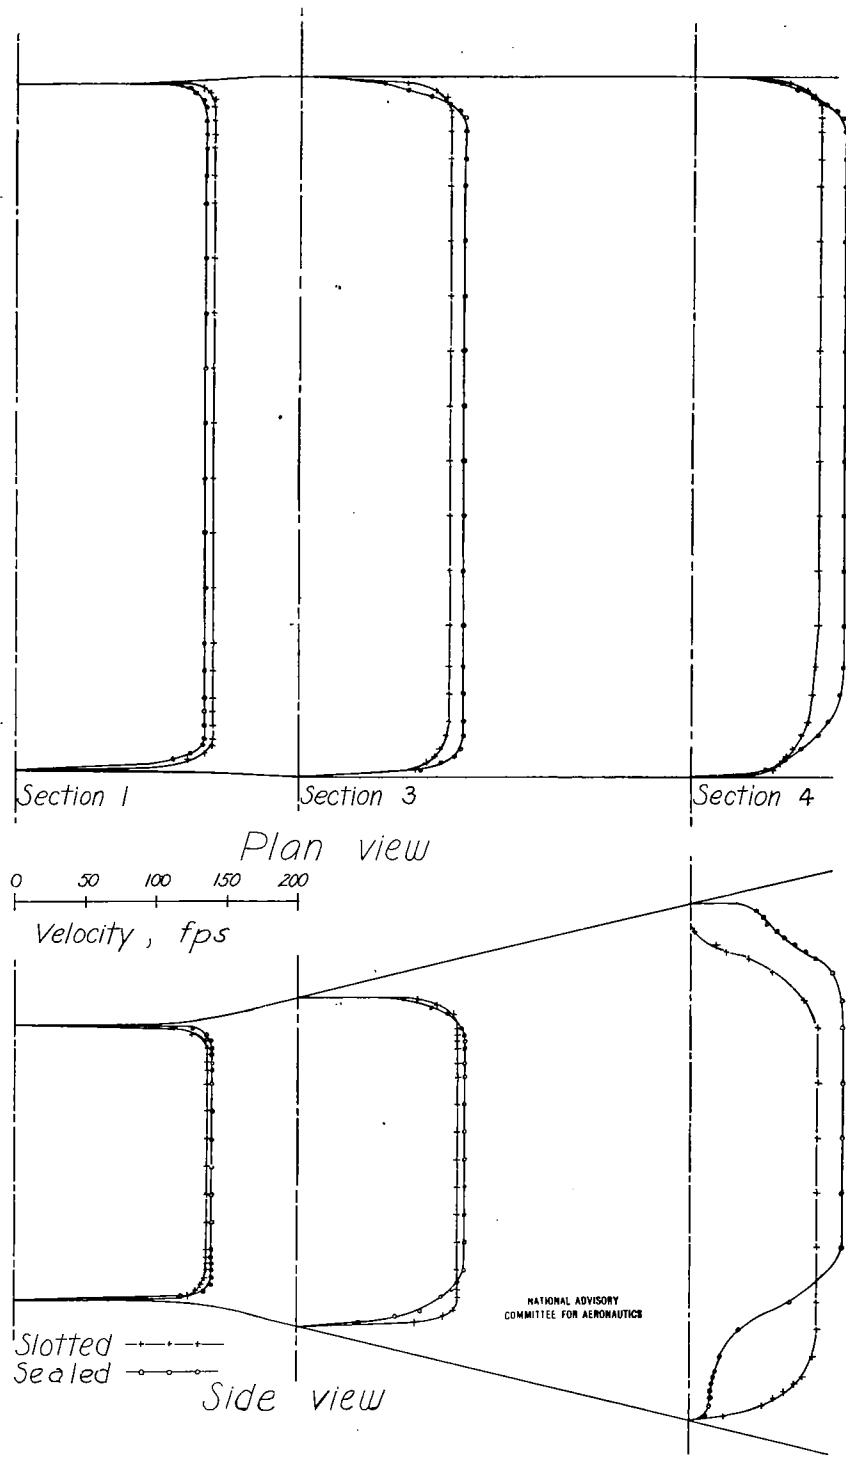 Section 1
Section 3
Section 4
Plan view
0 50 100 150 200
Velocity, fps
NATIONAL ADVISORY
COMMITTEE FOR AERONAUTICS
Slotted
Sealed
Side view